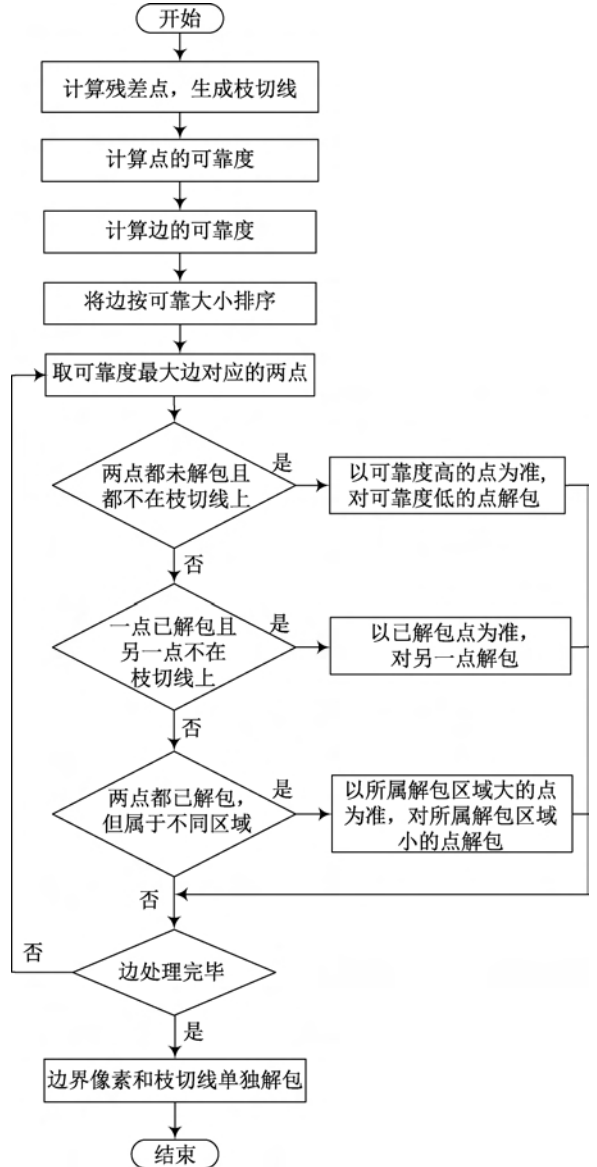 开始
计算残差点，生成枝切线
计算点的可靠度
计算边的可靠度
将边按可靠大小排序
取可靠度最大边对应的两点
两点都未解包且
都不在枝切线上
是
以可靠度高的点为准，
对可靠度低的点解包
否
一点已解包且
另一点不在
枝切线上
是
以已解包点为准，
对另一点解包
否
两点都已解包，
但属于不同区域
是
以所属解包区域大的点
为准，对所属解包区域
小的点解包
否
边处理完毕
否
是
边界像素和枝切线单独解包
结束